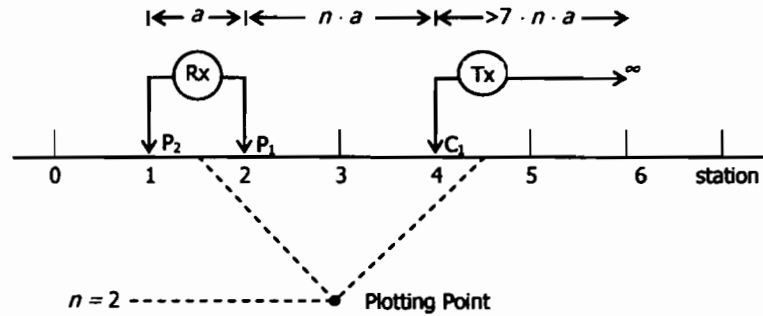 a n · a >7 · n · a
Rx Tx ∞
P₂ P₁ C₁
0 1 2 3 4 5 6 station
n = 2 Plotting Point